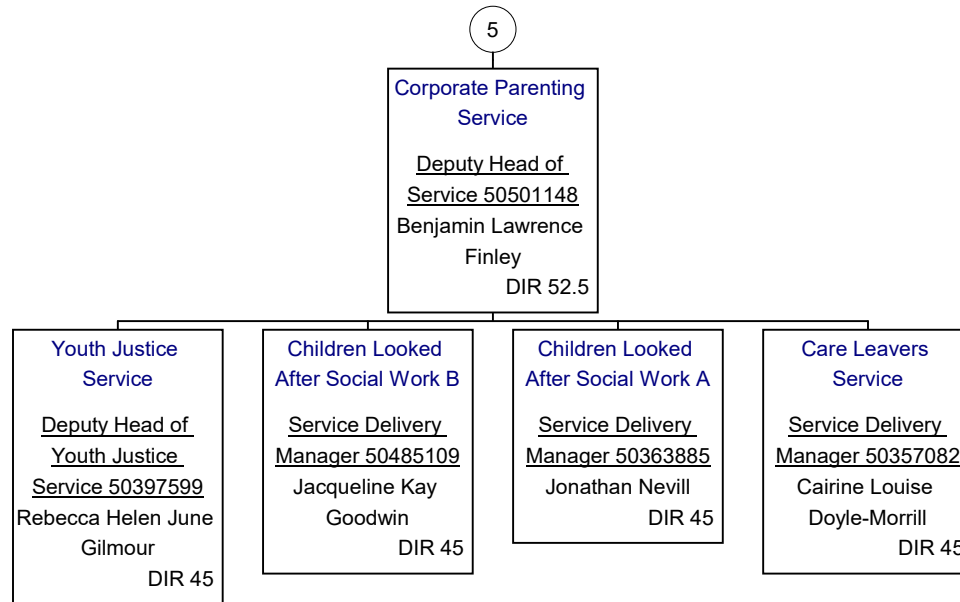 5
Corporate Parenting
Service
Deputy Head of
Service 50501148
Benjamin Lawrence
Finley
DIR 52.5
Youth Justice
Service
Deputy Head of
Youth Justice
Service 50397599
Rebecca Helen June
Gilmour
DIR 45
Children Looked
After Social Work B
Service Delivery
Manager 50485109
Jacqueline Kay
Goodwin
DIR 45
Children Looked
After Social Work A
Service Delivery
Manager 50363885
Jonathan Nevill
DIR 45
Care Leavers
Service
Service Delivery
Manager 50357082
Cairine Louise
Doyle-Morrill
DIR 45